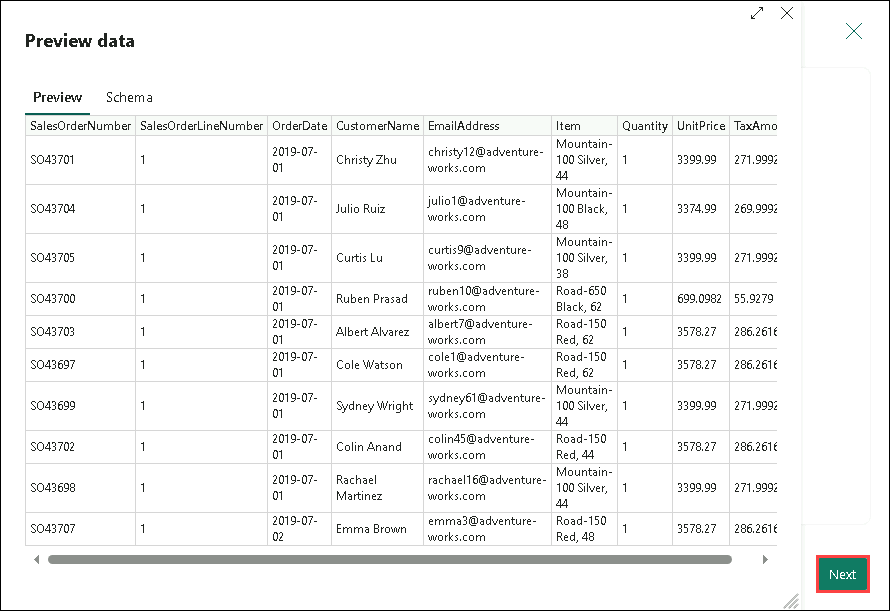 Preview data
Preview Schema
SalesOrderNumber SalesOrderLineNumber OrderDate CustomerName EmailAddress Item Quantity UnitPrice TaxAmo
SO43701 1 2019-07-01 Christy Zhu christy12@adventure-works.com Mountain-100 Silver, 44 1 3399.99 271.9992
SO43704 1 2019-07-01 Julio Ruiz julio1@adventure-works.com Mountain-100 Black, 48 1 3374.99 269.9992
SO43705 1 2019-07-01 Curtis Lu curtis9@adventure-works.com Mountain-100 Silver, 38 1 3399.99 271.9992
SO43700 1 2019-07-01 Ruben Prasad ruben10@adventure-works.com Road-650 Black, 62 1 699.0982 55.9279
SO43703 1 2019-07-01 Albert Alvarez albert7@adventure-works.com Road-150 Red, 62 1 3578.27 286.2616
SO43697 1 2019-07-01 Cole Watson cole1@adventure-works.com Road-150 Red, 62 1 3578.27 286.2616
SO43699 1 2019-07-01 Sydney Wright sydney61@adventure-works.com Mountain-100 Silver, 44 1 3399.99 271.9992
SO43702 1 2019-07-01 Colin Anand colin45@adventure-works.com Road-150 Red, 44 1 3578.27 286.2616
SO43698 1 2019-07-01 Rachael Martinez rachael16@adventure-works.com Mountain-100 Silver, 44 1 3399.99 271.9992
SO43707 1 2019-07-02 Emma Brown emma3@adventure-works.com Road-150 Red, 48 1 3578.27 286.2616
Next